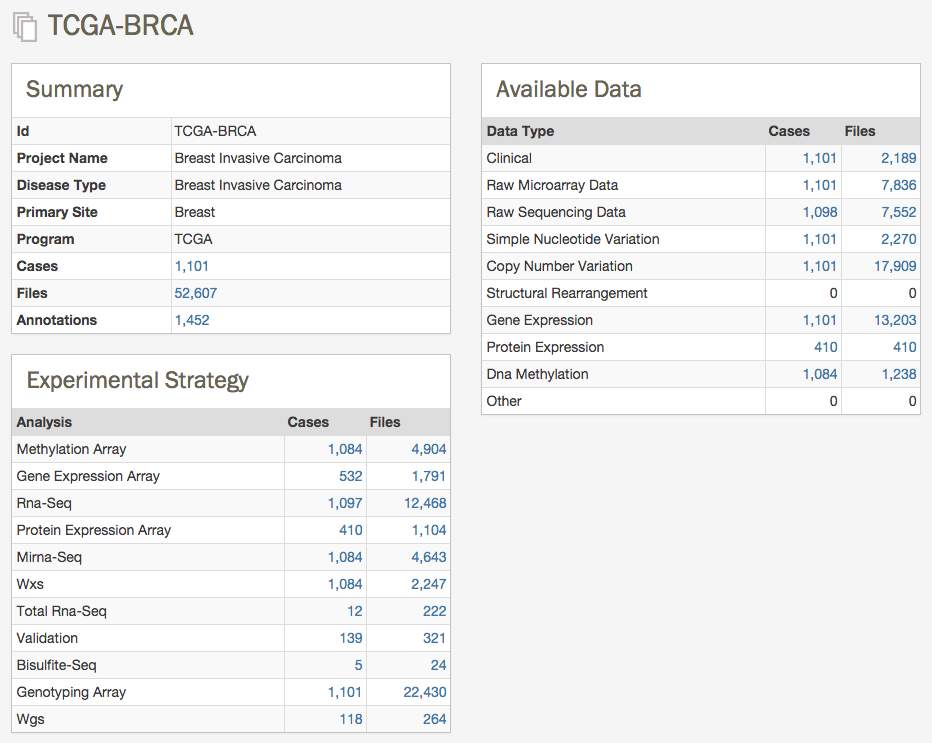 TCGA-BRCA
Summary
Id TCGA-BRCA
Project Name Breast Invasive Carcinoma
Disease Type Breast Invasive Carcinoma
Primary Site Breast
Program TCGA
Cases 1,101
Files 52,607
Annotations 1,452
Experimental Strategy
Analysis Cases Files
Methylation Array 1,084 4,904
Gene Expression Array 532 1,791
Rna-Seq 1,097 12,468
Protein Expression Array 410 1,104
Mirna-Seq 1,084 4,643
Wxs 1,084 2,247
Total Rna-Seq 12 222
Validation 139 321
Bisulfite-Seq 5 24
Genotyping Array 1,101 22,430
Wgs 118 264
Available Data
Data Type Cases Files
Clinical 1,101 2,189
Raw Microarray Data 1,101 7,836
Raw Sequencing Data 1,098 7,552
Simple Nucleotide Variation 1,101 2,270
Copy Number Variation 1,101 17,909
Structural Rearrangement 0 0
Gene Expression 1,101 13,203
Protein Expression 410 410
Dna Methylation 1,084 1,238
Other 0 0